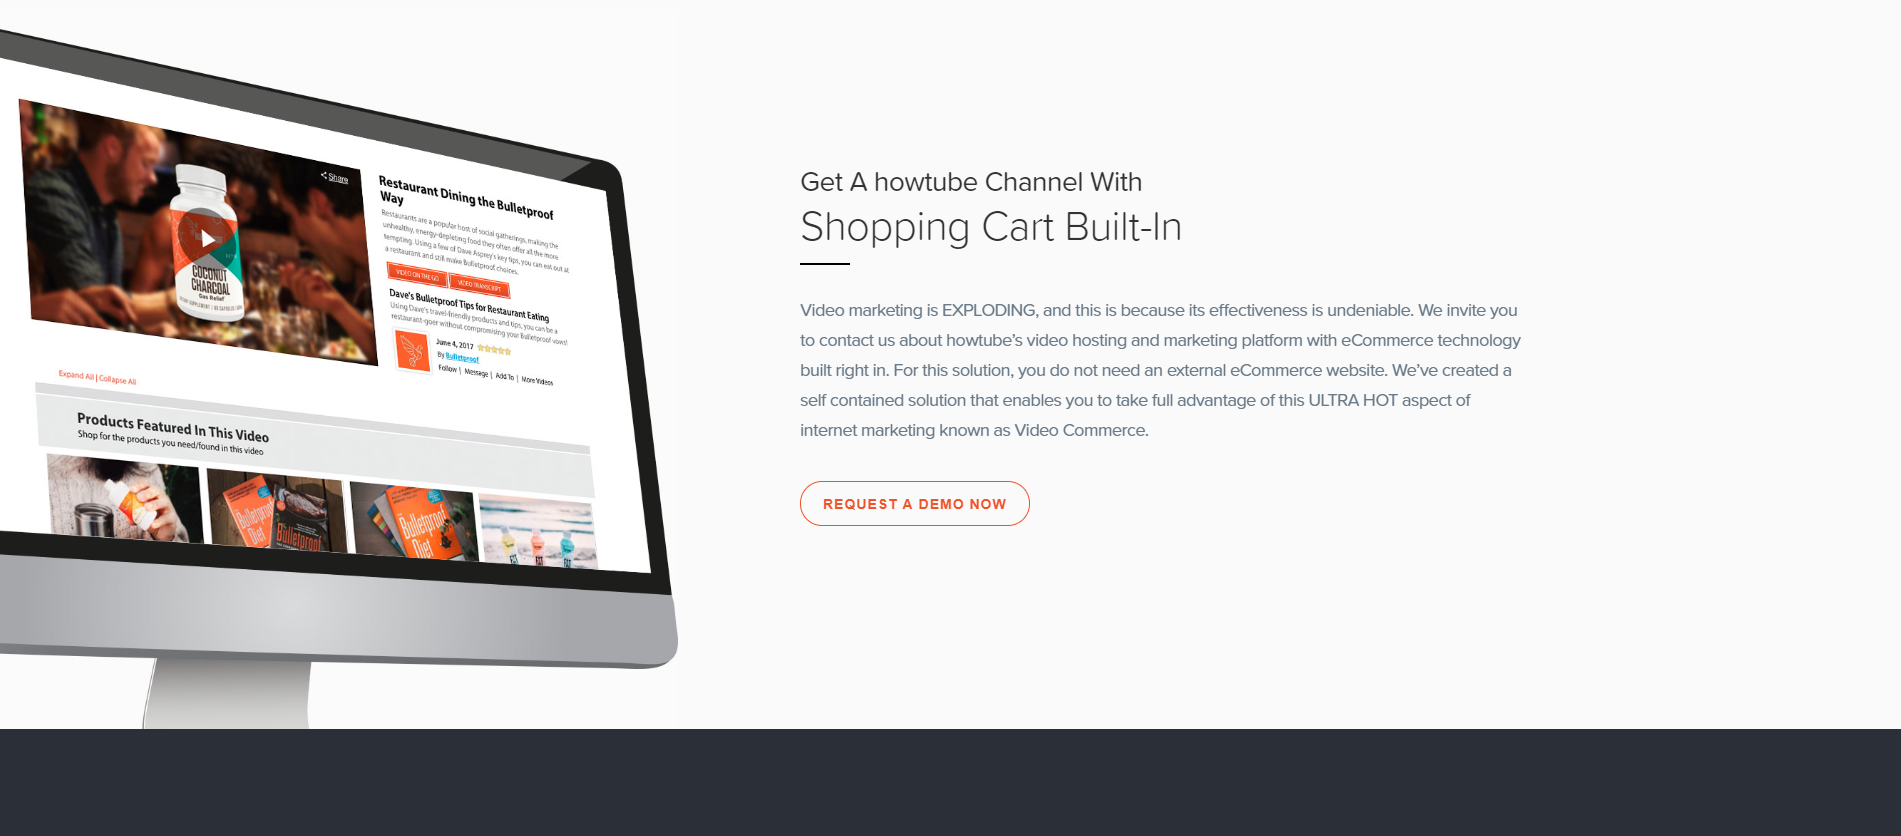 Share
Restaurant Dining the Bulletproof
Way
Restaurants are a popular host of social gatherings, making the
unhealthy, energy-depleting food they often offer all the more
tempting. Using a few of Dave Asprey's key tips, you can eat out at
a restaurant and still make Bulletproof choices.
VIDEO ON THE GO
VIDEO TRANSCRIPT
Dave's Bulletproof Tips for Restaurant Eating
Using Dave's travel-friendly products and tips, you can be a
restaurant-goer without compromising your Bulletproof vows!
June 4, 2017
By Bulletproof
Follow | Message | Add To | More Videos
COCONUT
CHARCOAL
Gas Relief
Expand All | Collapse All
Products Featured In This Video
Shop for the products you need/found in this video
Bulletproof
Diet
Bulletproof
Bulletproof
Diet
Get A howtube Channel With
Shopping Cart Built-In
Video marketing is EXPLODING, and this is because its effectiveness is undeniable. We invite you
to contact us about howtube’s video hosting and marketing platform with eCommerce technology
built right in. For this solution, you do not need an external eCommerce website. We’ve created a
self contained solution that enables you to take full advantage of this ULTRA HOT aspect of
internet marketing known as Video Commerce.
REQUEST A DEMO NOW